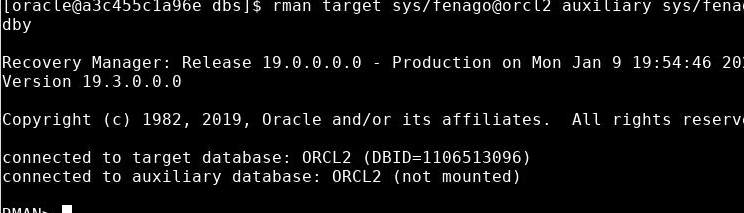 [oracle@a3c455c1a96e dbs]$ rman target sys/fenago@orcl2 auxiliary sys/fena
dby
Recovery Manager: Release 19.0.0.0.0 - Production on Mon Jan 9 19:54:46 20
Version 19.3.0.0.0
Copyright (c) 1982, 2019, Oracle and/or its affiliates.  All rights reserv
connected to target database: ORCL2 (DBID=1106513096)
connected to auxiliary database: ORCL2 (not mounted)
RMAN>